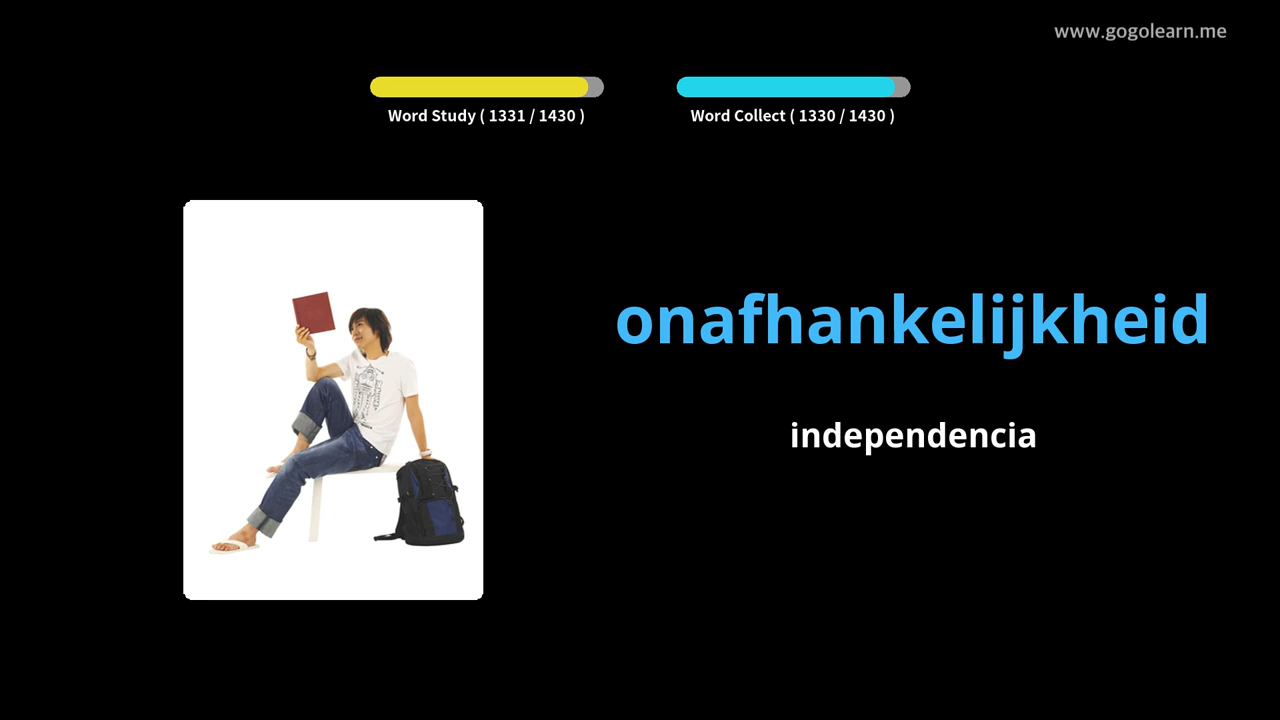 www.gogolearn.me
Word Study ( 1331 / 1430 )
Word Collect ( 1330 / 1430 )
onafhankelijkheid
independencia